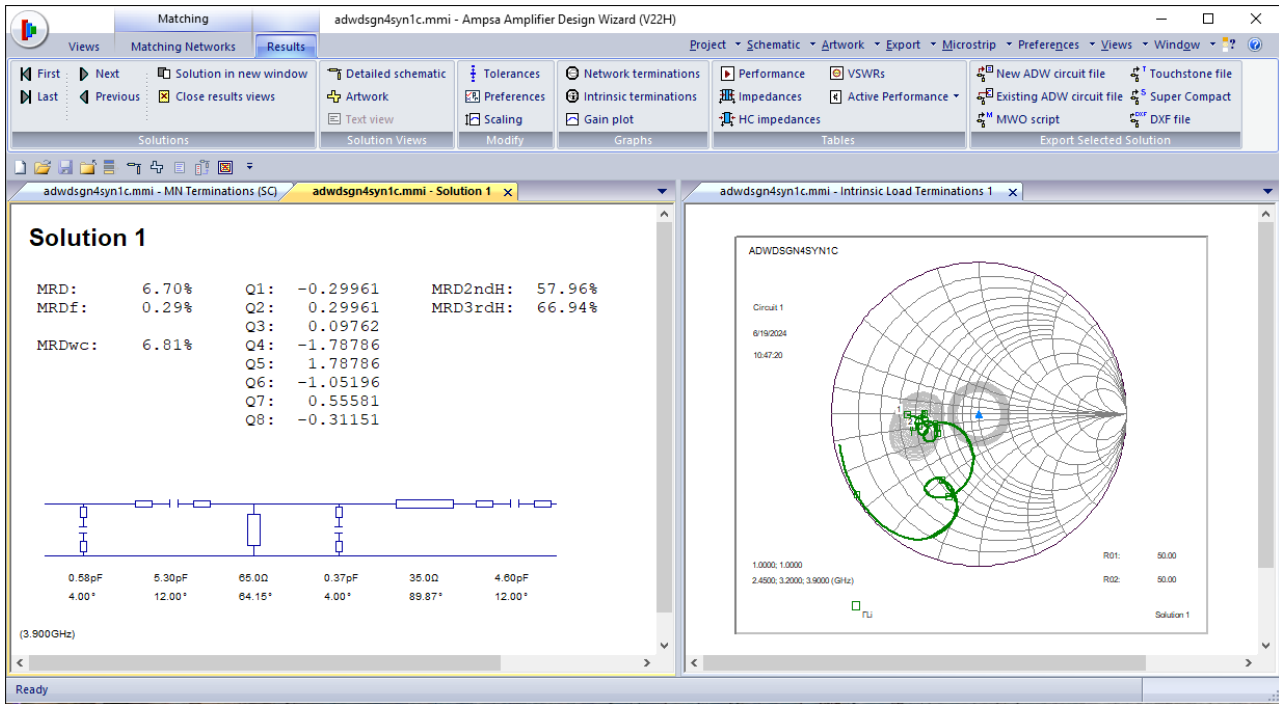 Matching
adwdsgn4syn1c.mmi - Ampsa Amplifier Design Wizard (V22H)
Views Matching Networks Results
Project Schematic Artwork Export Microstrip Preferences Views Window ?
First Next Solution in new window
Last Previous Close results views
Solutions
Detailed schematic
Artwork
Text view
Solution Views
Tolerances
Preferences
Scaling
Modify
Network terminations
Intrinsic terminations
Gain plot
Graphs
Performance VSWRs
Impedances Active Performance
HC impedances
Tables
New ADW circuit file Touchstone file
Existing ADW circuit file Super Compact
MWO script DXF file
Export Selected Solution
adwdsgn4syn1c.mmi - MN Terminations (SC) adwdsgn4syn1c.mmi - Solution 1 x
adwdsgn4syn1c.mmi - Intrinsic Load Terminations 1 x
Solution 1
MRD: 6.70% Q1: -0.29961 MRD2ndH: 57.96%
MRDf: 0.29% Q2: 0.29961 MRD3rdH: 66.94%
Q3: 0.09762
MRDwc: 6.81% Q4: -1.78786
Q5: 1.78786
Q6: -1.05196
Q7: 0.55581
Q8: -0.31151
0.58pF 5.30pF 65.0Ω 0.37pF 35.0Ω 4.60pF
4.00° 12.00° 64.15° 4.00° 89.87° 12.00°
(3.900GHz)
ADWDSGN4SYN1C
Circuit 1
6/19/2024
10:47:20
1
R01: 50.00
1.0000; 1.0000
2.4500; 3.2000; 3.9000 (GHz)
R02: 50.00
ΓLi
Solution 1
Ready